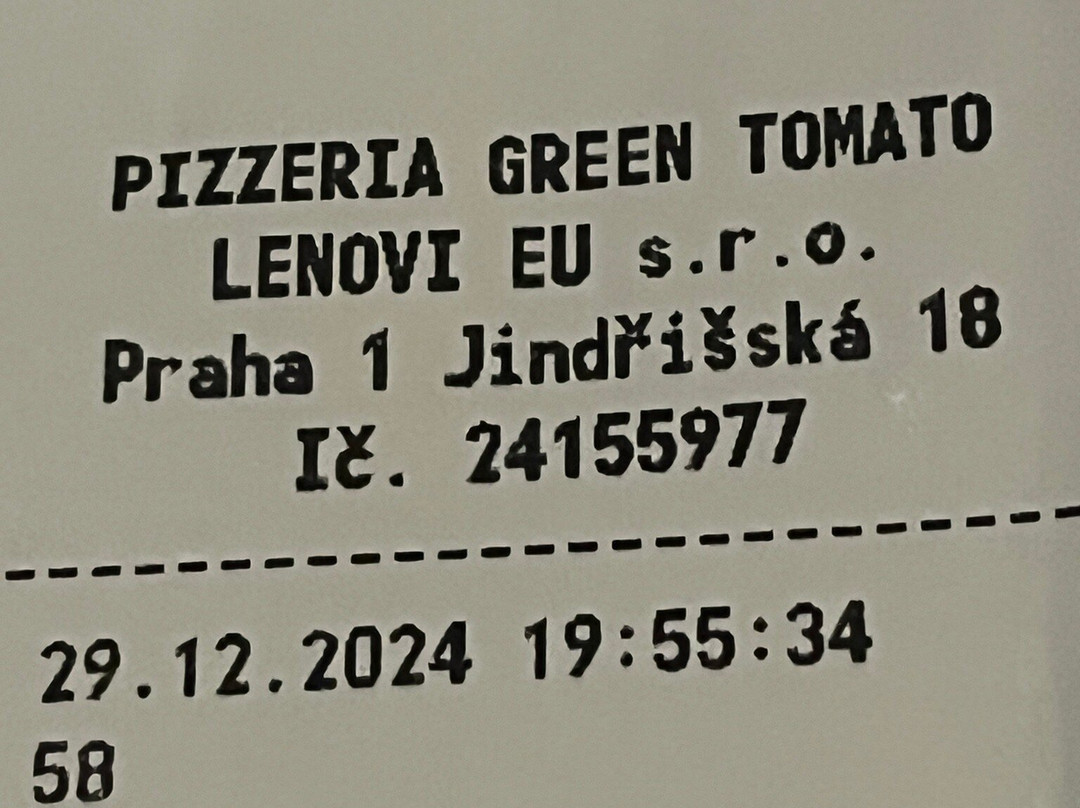 PIZZERIA GREEN TOMATO
LENOVI EU s.r.o.
Praha 1 Jindřišská 18
Ič. 24155977
29.12.2024 19:55:34
58